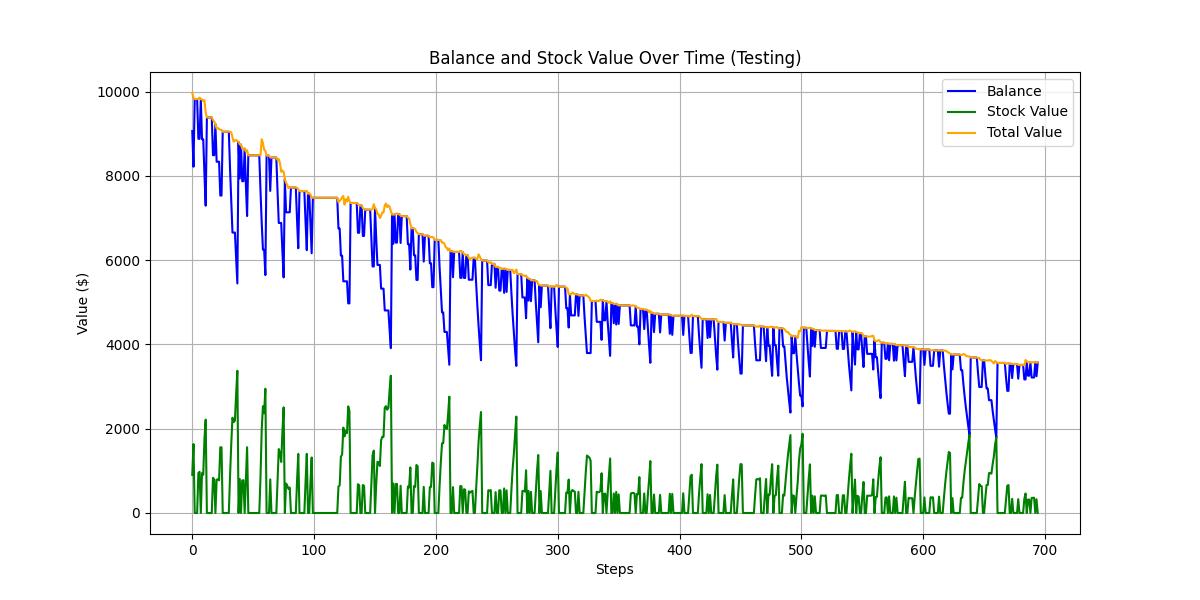 Balance and Stock Value Over Time (Testing)
Balance
Stock Value
Total Value
Value ($)
10000
8000
6000
4000
2000
0
0 100 200 300 400 500 600 700
Steps